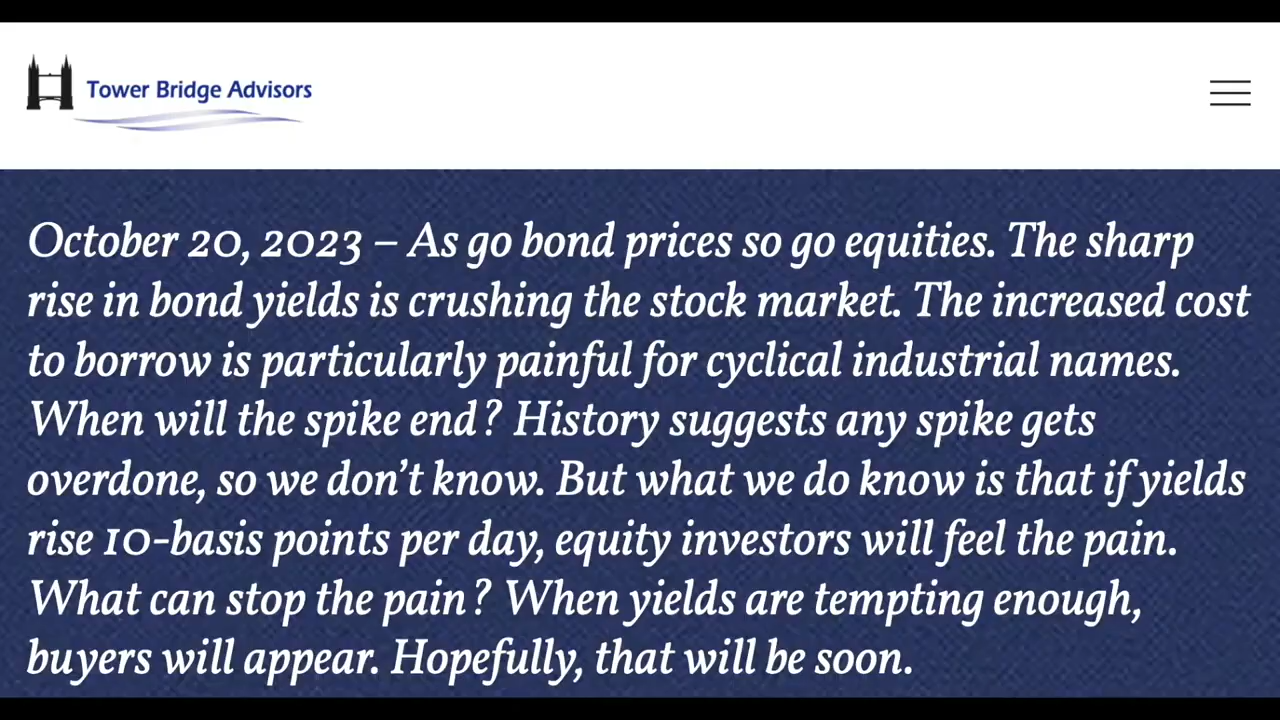 Tower Bridge Advisors
October 20, 2023 – As go bond prices so go equities. The sharp
rise in bond yields is crushing the stock market. The increased cost
to borrow is particularly painful for cyclical industrial names.
When will the spike end? History suggests any spike gets
overdone, so we don’t know. But what we do know is that if yields
rise 10-basis points per day, equity investors will feel the pain.
What can stop the pain? When yields are tempting enough,
buyers will appear. Hopefully, that will be soon.